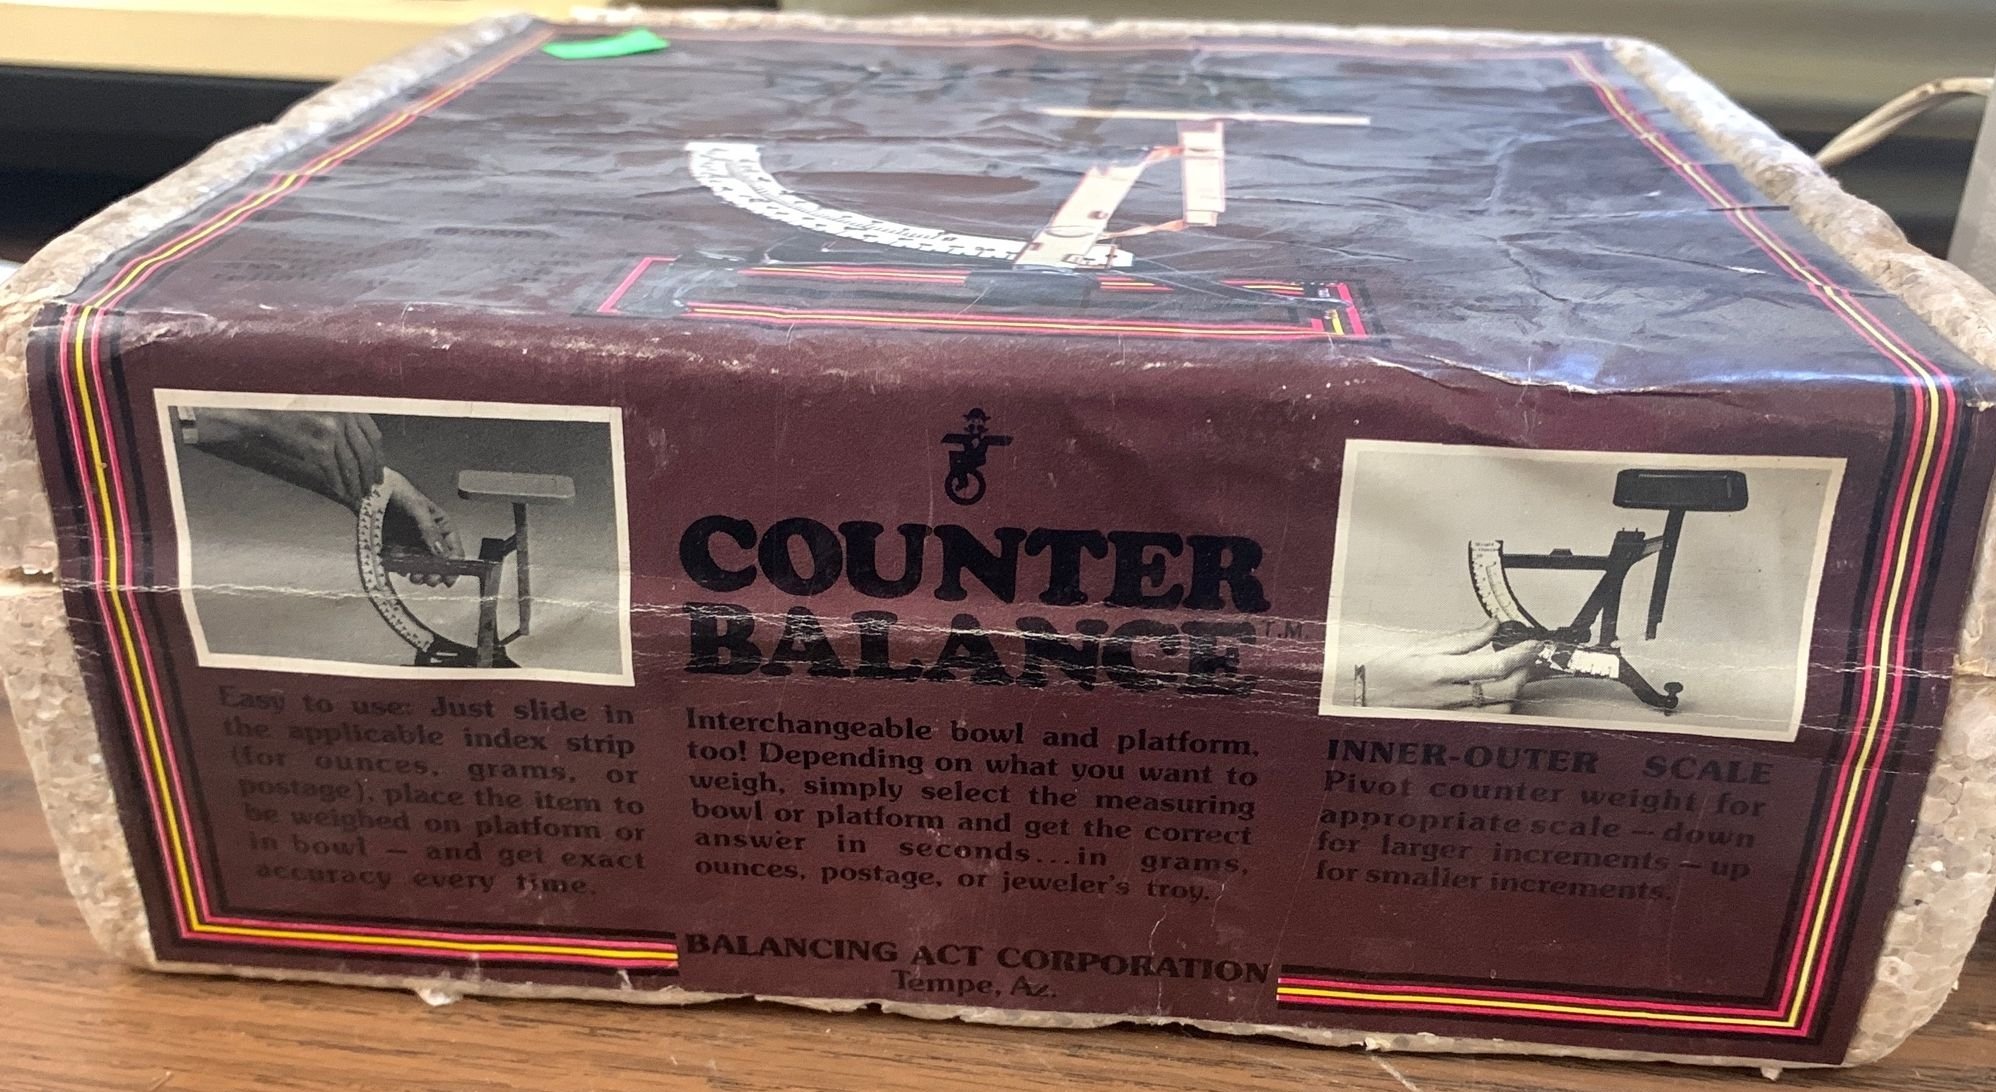 COUNTER
BALANCE T.M.
Easy to use: Just slide in
the applicable index strip
(for ounces, grams, or
postage), place the item to
be weighed on platform or
in bowl — and get exact
accuracy every time.
Interchangeable bowl and platform,
too! Depending on what you want to
weigh, simply select the measuring
bowl or platform and get the correct
answer in seconds...in grams,
ounces, postage, or jeweler's troy.
INNER-OUTER SCALE
Pivot counter weight for
appropriate scale — down
for larger increments — up
for smaller increments.
BALANCING ACT CORPORATION
Tempe, Az.